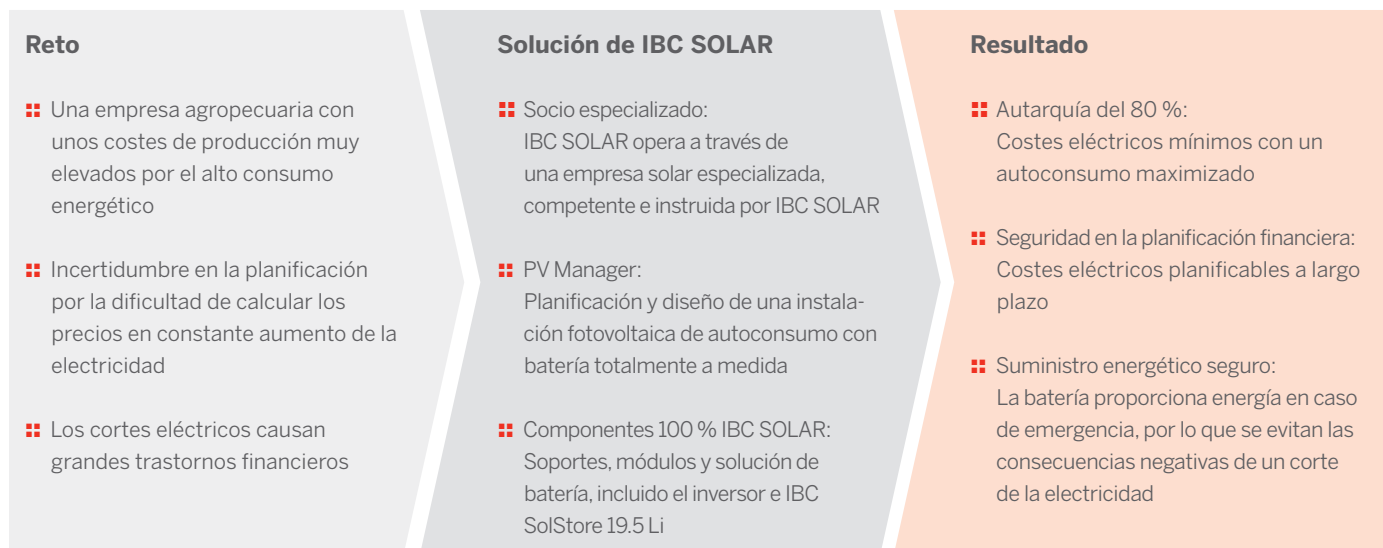 Reto
Una empresa agropecuaria con
unos costes de producción muy
elevados por el alto consumo
energético
Incertidumbre en la planificación
por la dificultad de calcular los
precios en constante aumento de la
electricidad
Los cortes eléctricos causan
grandes trastornos financieros
Solución de IBC SOLAR
Socio especializado:
IBC SOLAR opera a través de
una empresa solar especializada,
competente e instruida por IBC SOLAR
PV Manager:
Planificación y diseño de una instala-
ción fotovoltaica de autoconsumo con
batería totalmente a medida
Componentes 100 % IBC SOLAR:
Soportes, módulos y solución de
batería, incluido el inversor e IBC
SolStore 19.5 Li
Resultado
Autarquía del 80 %:
Costes eléctricos mínimos con un
autoconsumo maximizado
Seguridad en la planificación financiera:
Costes eléctricos planificables a largo
plazo
Suministro energético seguro:
La batería proporciona energía en caso
de emergencia, por lo que se evitan las
consecuencias negativas de un corte
de la electricidad